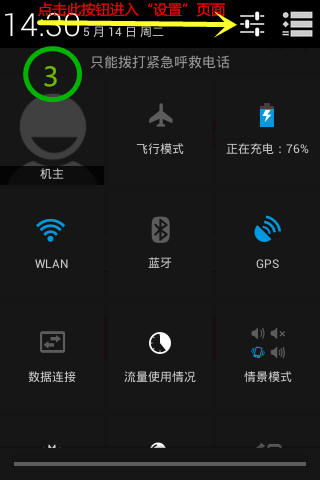 点击此按钮进入“设置”页面
14:30 5 月 14 日 周二
只能拨打紧急呼救电话
3
机主
飞行模式
正在充电：76%
WLAN
蓝牙
GPS
数据连接
流量使用情况
情景模式